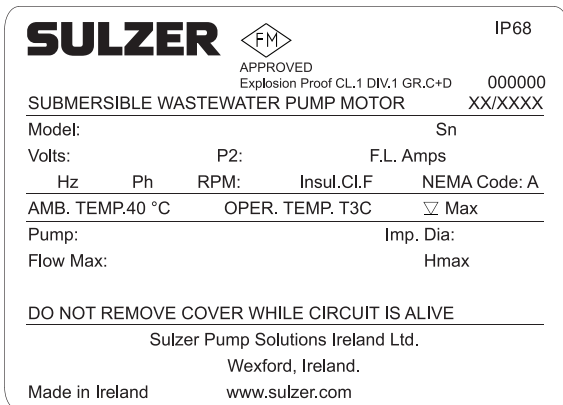 SULZER FM IP68
APPROVED
Explosion Proof CL.1 DIV.1 GR.C+D 000000
SUBMERSIBLE WASTEWATER PUMP MOTOR XX/XXXX
Model: Sn
Volts: P2: F.L. Amps
Hz Ph RPM: Insul.Cl.F NEMA Code: A
AMB. TEMP.40 °C OPER. TEMP. T3C Max
Pump: Imp. Dia:
Flow Max: Hmax
DO NOT REMOVE COVER WHILE CIRCUIT IS ALIVE
Sulzer Pump Solutions Ireland Ltd.
Wexford, Ireland.
Made in Ireland www.sulzer.com